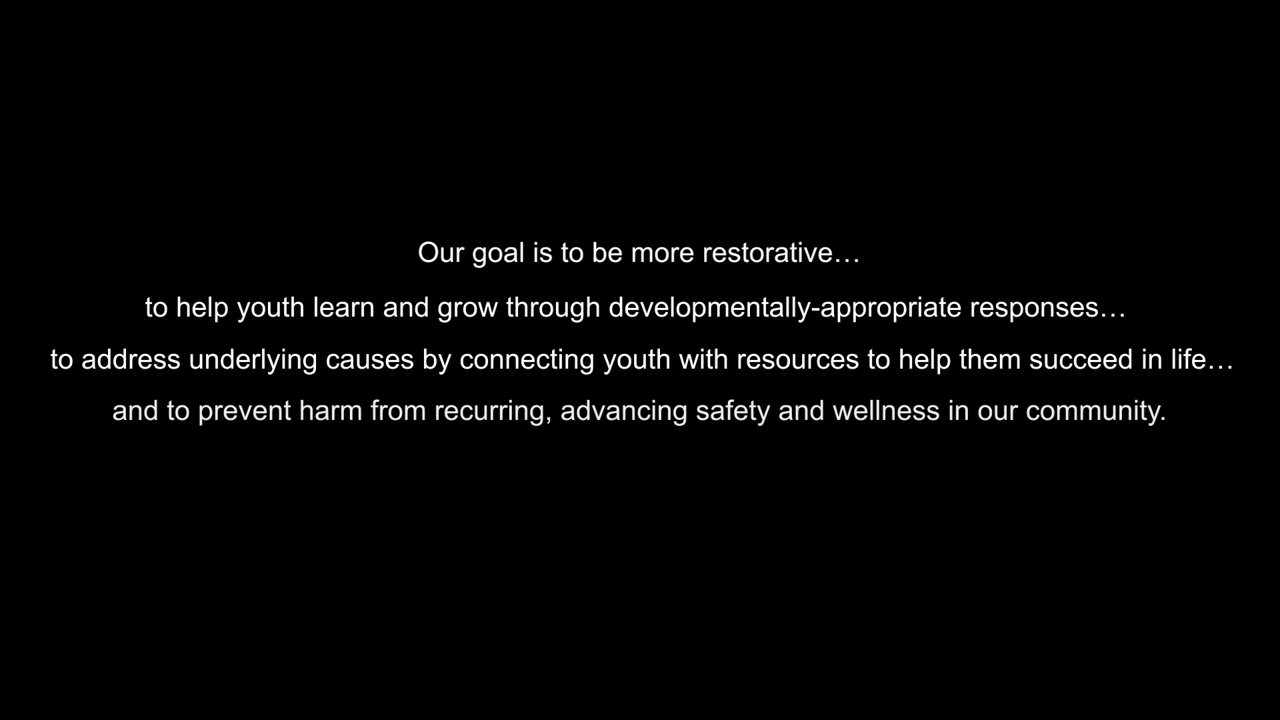 Our goal is to be more restorative…
to help youth learn and grow through developmentally-appropriate responses…
to address underlying causes by connecting youth with resources to help them succeed in life…
and to prevent harm from recurring, advancing safety and wellness in our community.